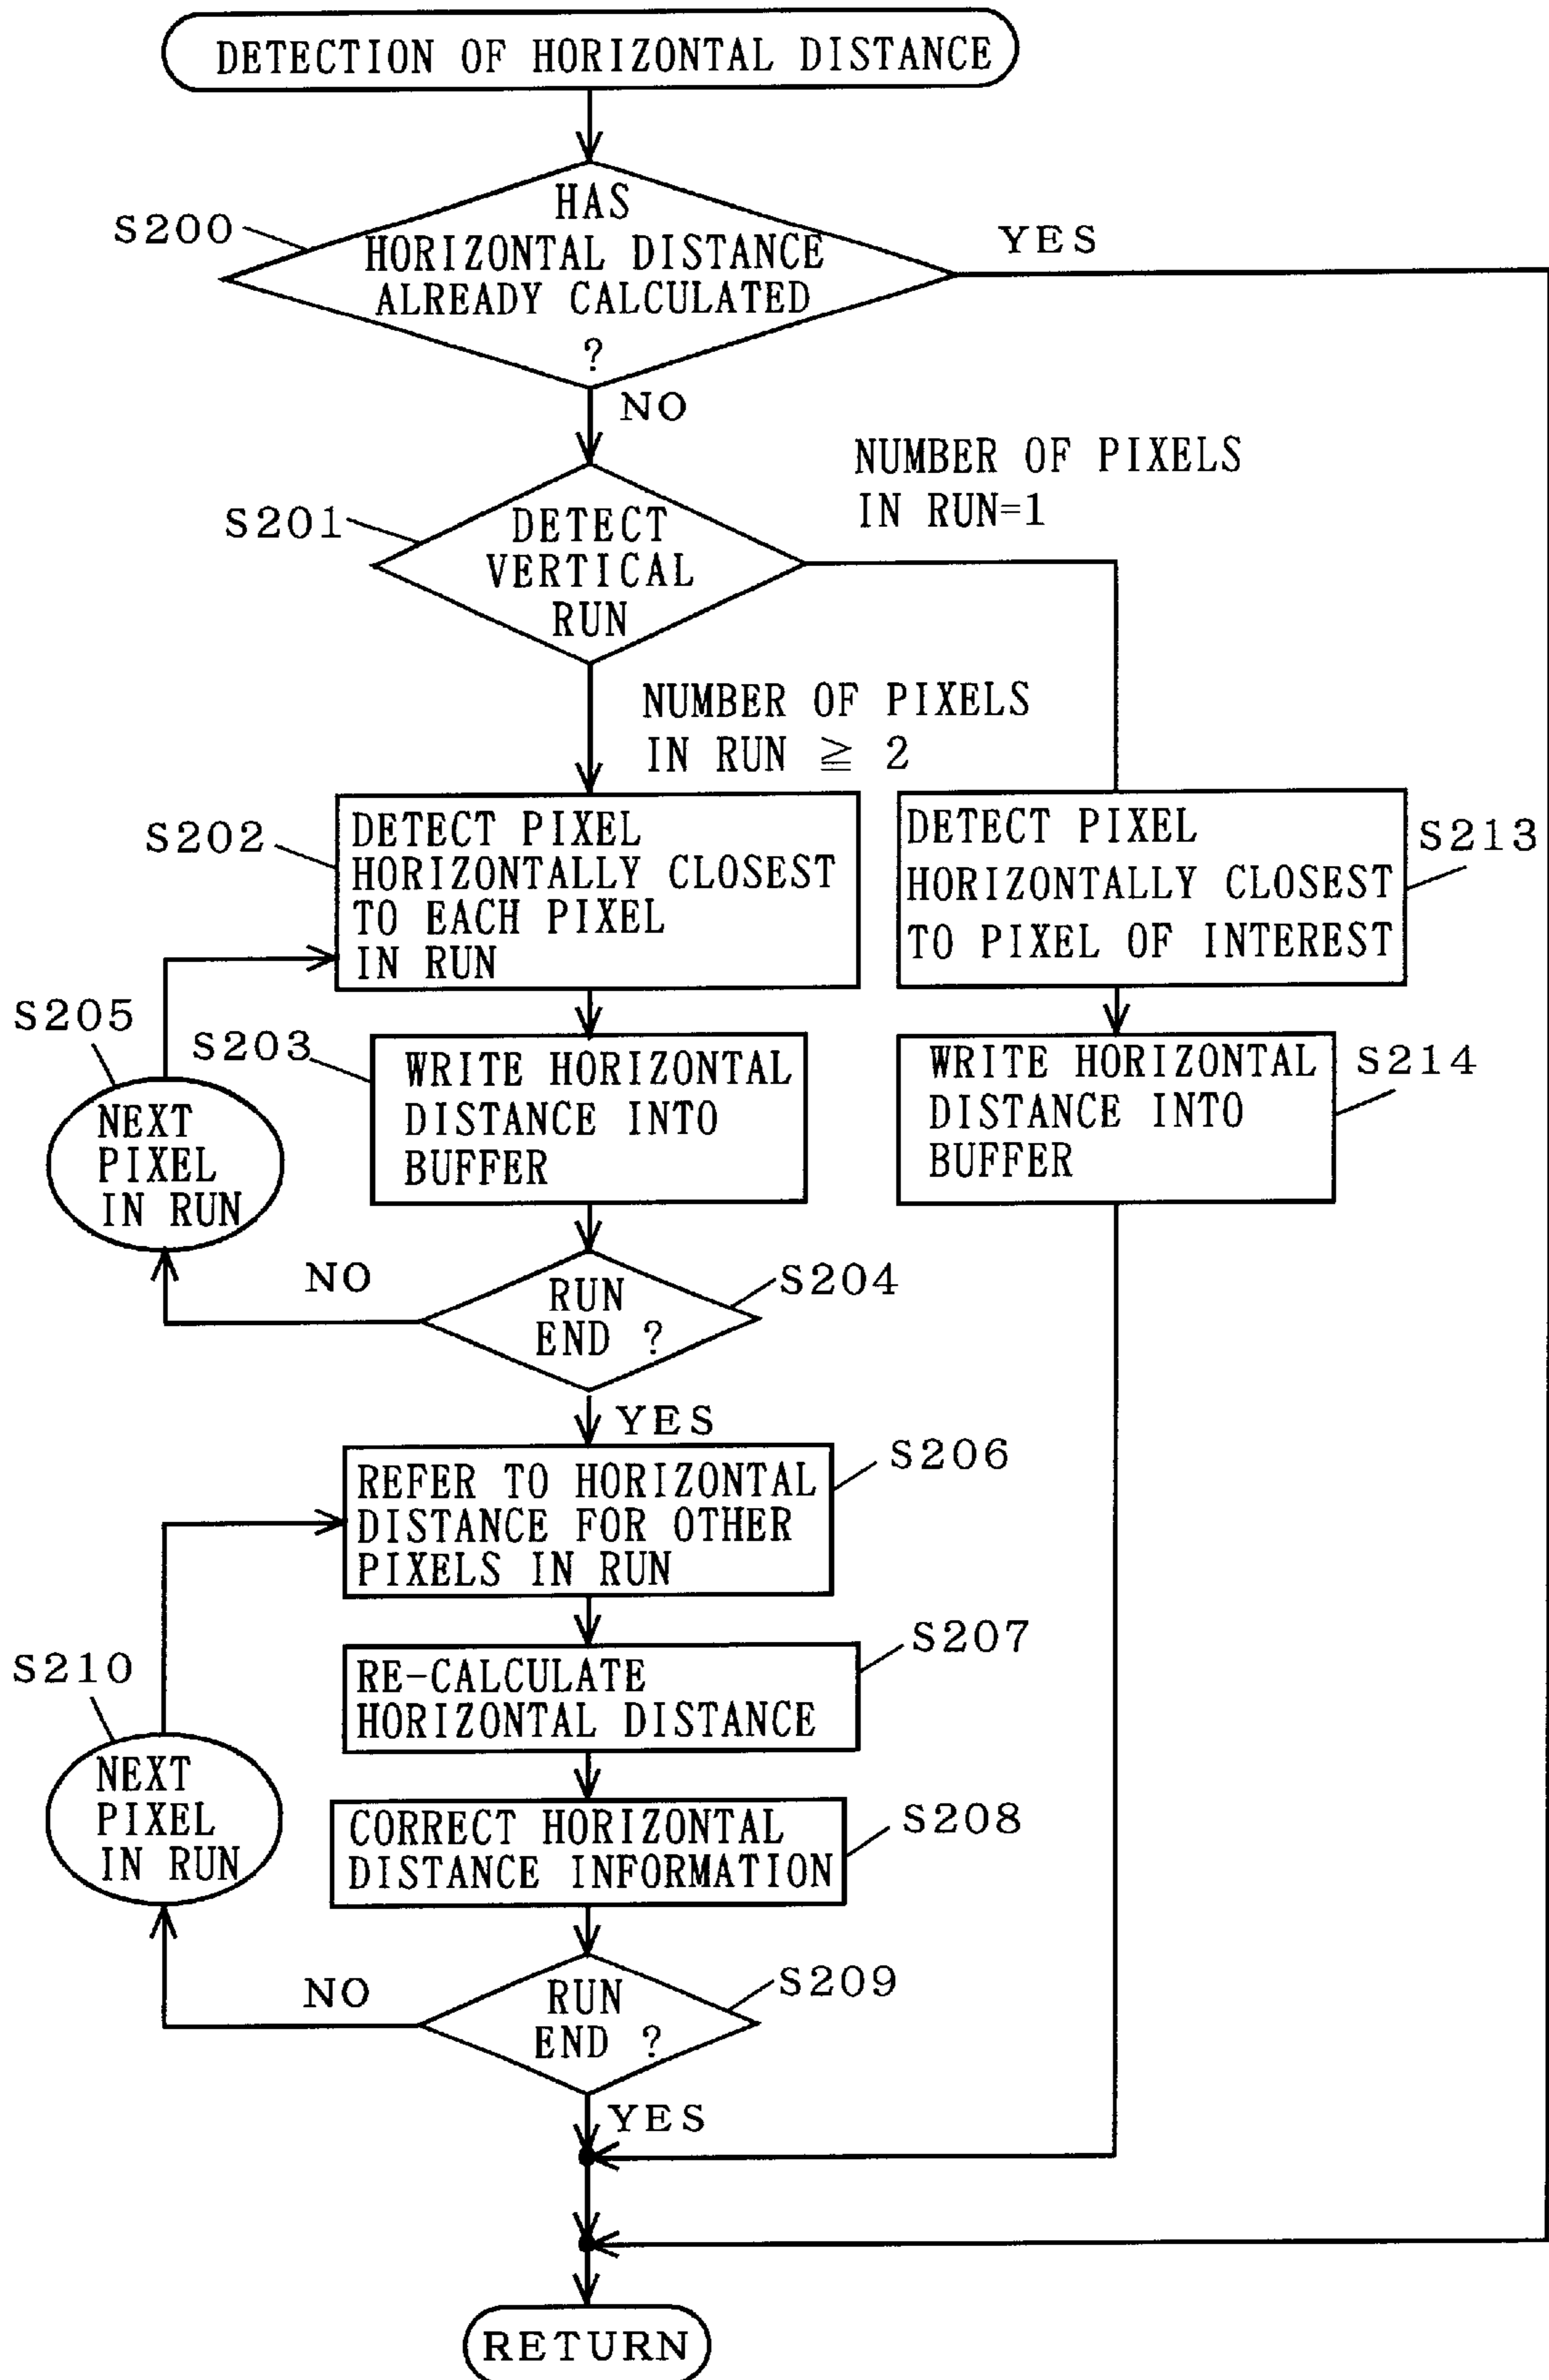 DETECTION OF HORIZONTAL DISTANCE
S200
HAS
HORIZONTAL DISTANCE
ALREADY CALCULATED
?
YES
NO
S201
DETECT
VERTICAL
RUN
NUMBER OF PIXELS
IN RUN=1
NUMBER OF PIXELS
IN RUN ≧ 2
S202
DETECT PIXEL
HORIZONTALLY CLOSEST
TO EACH PIXEL
IN RUN
DETECT PIXEL
HORIZONTALLY CLOSEST
TO PIXEL OF INTEREST
S213
S205
NEXT
PIXEL
IN RUN
S203
WRITE HORIZONTAL
DISTANCE INTO
BUFFER
WRITE HORIZONTAL
DISTANCE INTO
BUFFER
S214
NO
RUN
END ?
S204
YES
REFER TO HORIZONTAL
DISTANCE FOR OTHER
PIXELS IN RUN
S206
RE-CALCULATE
HORIZONTAL DISTANCE
S207
S210
NEXT
PIXEL
IN RUN
CORRECT HORIZONTAL
DISTANCE INFORMATION
S208
NO
RUN
END ?
S209
YES
RETURN